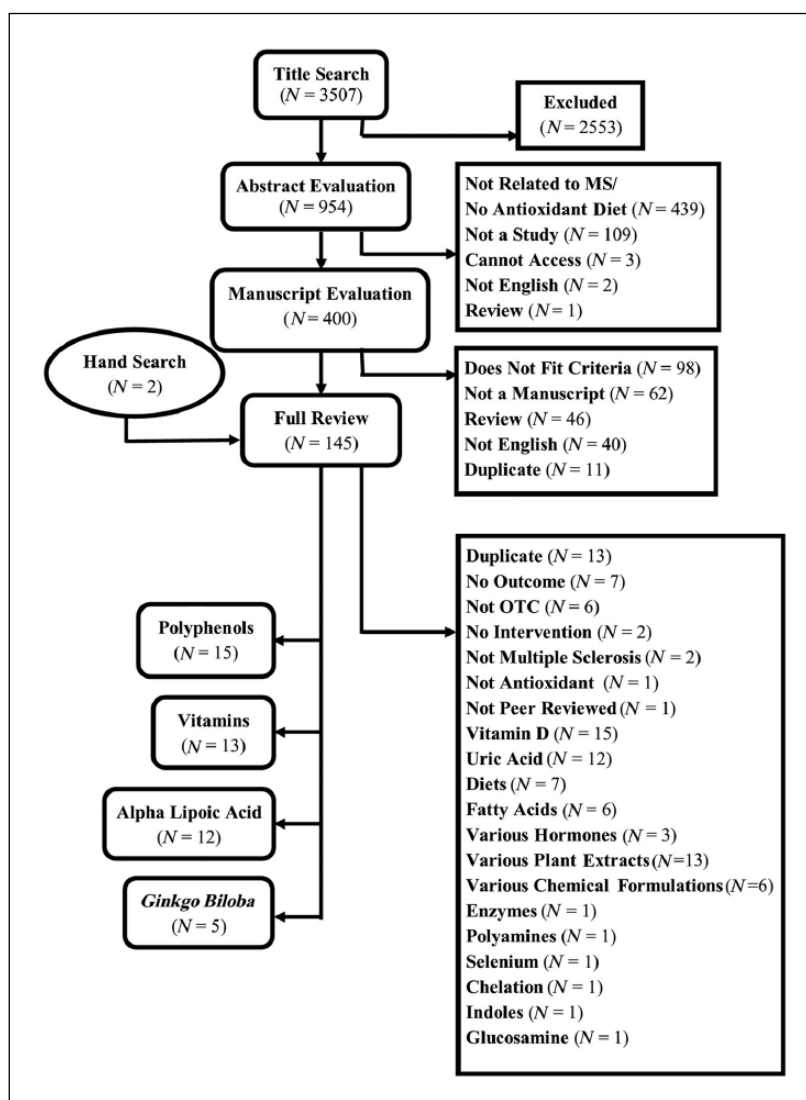 Title Search
(N = 3507)
Excluded
(N = 2553)
Abstract Evaluation
(N = 954)
Not Related to MS/
No Antioxidant Diet (N = 439)
Not a Study (N = 109)
Cannot Access (N = 3)
Not English (N = 2)
Review (N = 1)
Manuscript Evaluation
(N = 400)
Hand Search
(N = 2)
Does Not Fit Criteria (N = 98)
Not a Manuscript (N = 62)
Review (N = 46)
Not English (N = 40)
Duplicate (N = 11)
Full Review
(N = 145)
Polyphenols
(N = 15)
Vitamins
(N = 13)
Alpha Lipoic Acid
(N = 12)
Ginkgo Biloba
(N = 5)
Duplicate (N = 13)
No Outcome (N = 7)
Not OTC (N = 6)
No Intervention (N = 2)
Not Multiple Sclerosis (N = 2)
Not Antioxidant (N = 1)
Not Peer Reviewed (N = 1)
Vitamin D (N = 15)
Uric Acid (N = 12)
Diets (N = 7)
Fatty Acids (N = 6)
Various Hormones (N = 3)
Various Plant Extracts (N=13)
Various Chemical Formulations (N=6)
Enzymes (N = 1)
Polyamines (N = 1)
Selenium (N = 1)
Chelation (N = 1)
Indoles (N = 1)
Glucosamine (N = 1)